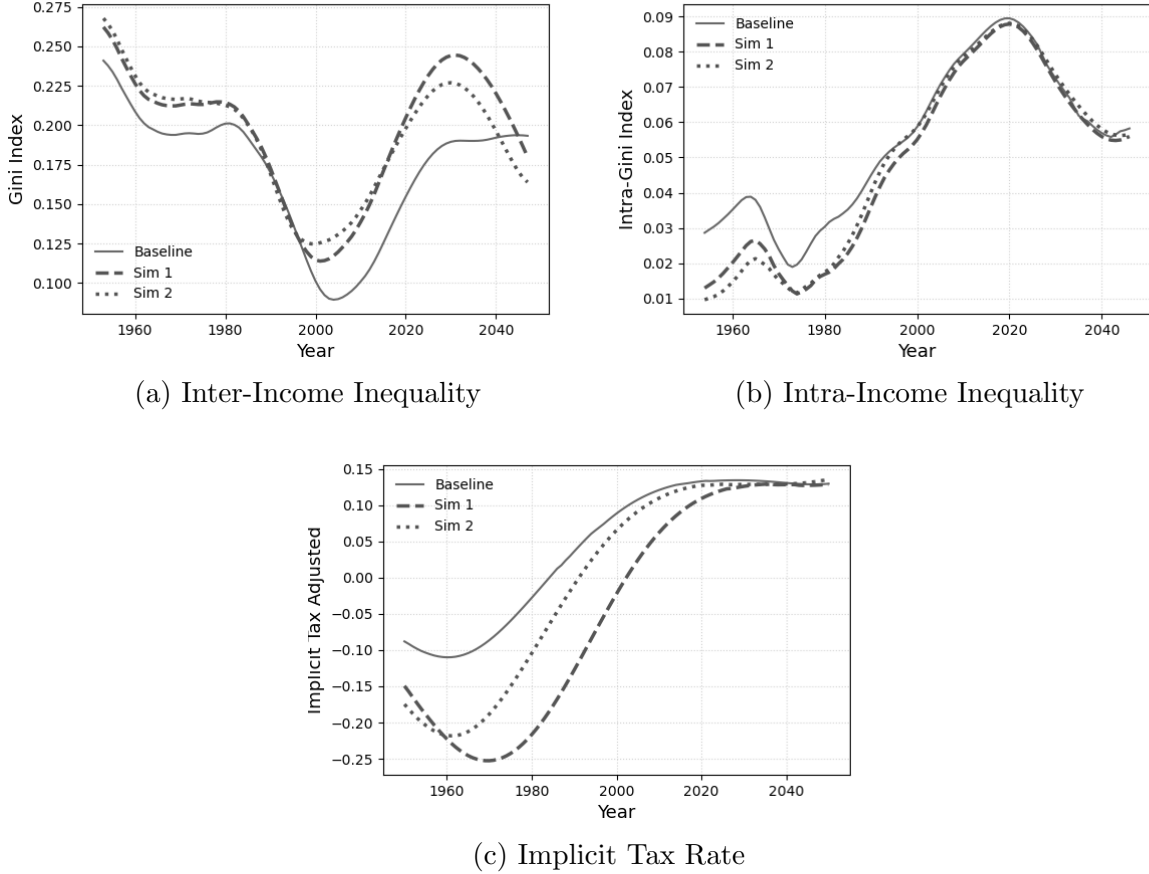 0.275
0.250
0.225
0.200
0.175
0.150
0.125
0.100
Gini Index
Baseline
Sim 1
Sim 2
1960 1980 2000 2020 2040
Year
(a) Inter-Income Inequality
0.09
0.08
0.07
0.06
0.05
0.04
0.03
0.02
0.01
Intra-Gini Index
Baseline
Sim 1
Sim 2
1960 1980 2000 2020 2040
Year
(b) Intra-Income Inequality
0.15
0.10
0.05
0.00
−0.05
−0.10
−0.15
−0.20
−0.25
Implicit Tax Adjusted
Baseline
Sim 1
Sim 2
1960 1980 2000 2020 2040
Year
(c) Implicit Tax Rate